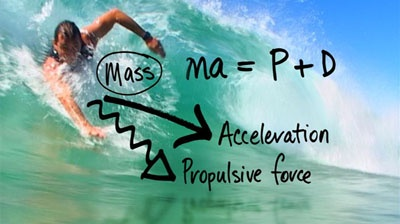 Mass
ma = P + D
Acceleration
Propulsive force